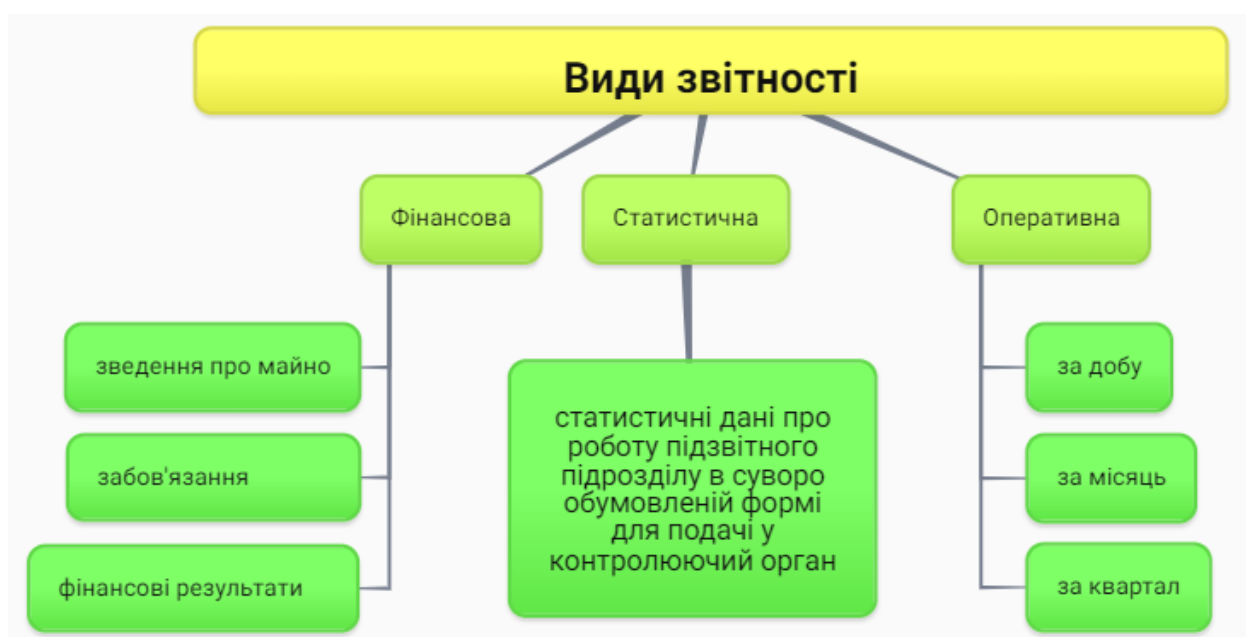 Види звітності
Фінансова
Статистична
Оперативна
зведення про майно
забов'язання
фінансові результати
статистичні дані про
роботу підзвітного
підрозділу в суворо
обумовленій формі
для подачі у
контролюючий орган
за добу
за місяць
за квартал